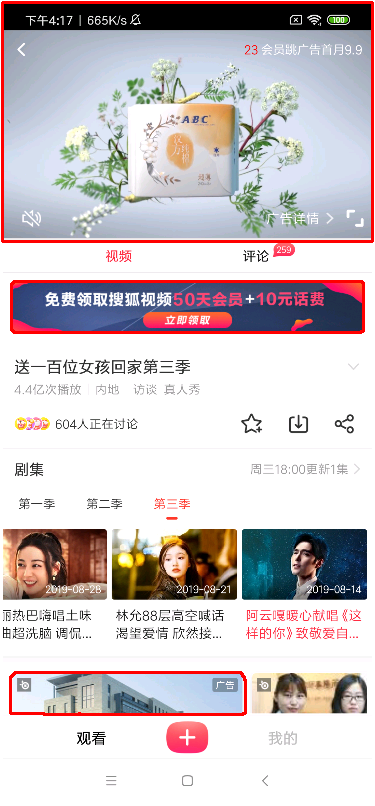 下午4:17 | 665K/s
100
23 会员跳广告首月9.9
ABC
广告详情
视频
评论
259
免费领取搜狐视频50天会员+10元话费
立即领取
送一百位女孩回家第三季
4.4亿次播放 | 内地 访谈 真人秀
604人正在讨论
剧集
周三18:00更新1集
第一季
第二季
第三季
2019-08-28
2019-08-21
2019-08-14
丽热巴嗨唱土味
林允88层高空喊话
阿云嘎暖心献唱《这
曲超洗脑 调侃...
渴望爱情 欣然接...
样的你》致敬爱自...
广告
观看
我的